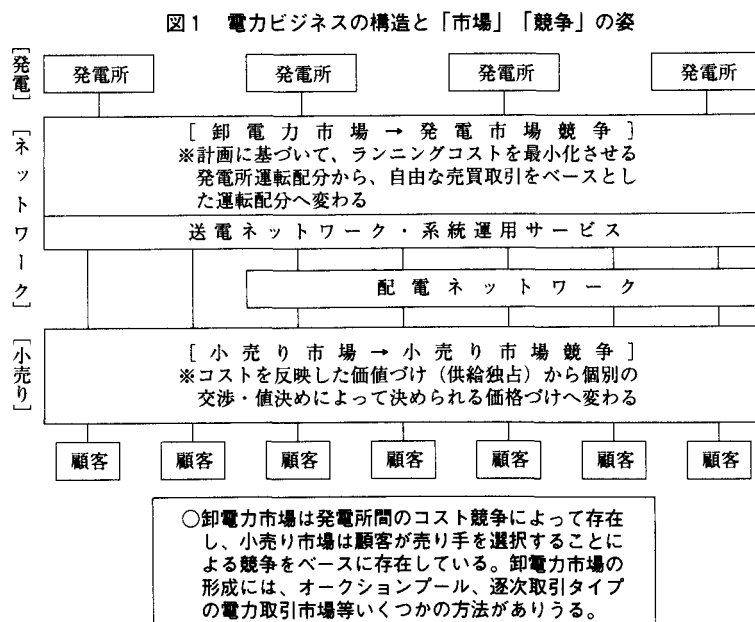 図1 電力ビジネスの構造と「市場」「競争」の姿
[発電]
発電所
発電所
発電所
発電所
[ネットワーク]
[卸電力市場→発電市場競争]
※計画に基づいて、ランニングコストを最小化させる
発電所運転配分から、自由な売買取引をベースとし
た運転配分へ変わる
送電ネットワーク・系統運用サービス
配電ネットワーク
[小売り]
[小売り市場→小売り市場競争]
※コストを反映した価値づけ(供給独占)から個別の
交渉・値決めによって決められる価格づけへ変わる
顧客
顧客
顧客
顧客
顧客
顧客
顧客
○卸電力市場は発電所間のコスト競争によって存在
し、小売り市場は顧客が売り手を選択することに
よる競争をベースに存在している。卸電力市場の
形成には、オークションプール、逐次取引タイプ
の電力取引市場等いくつかの方法がありうる。